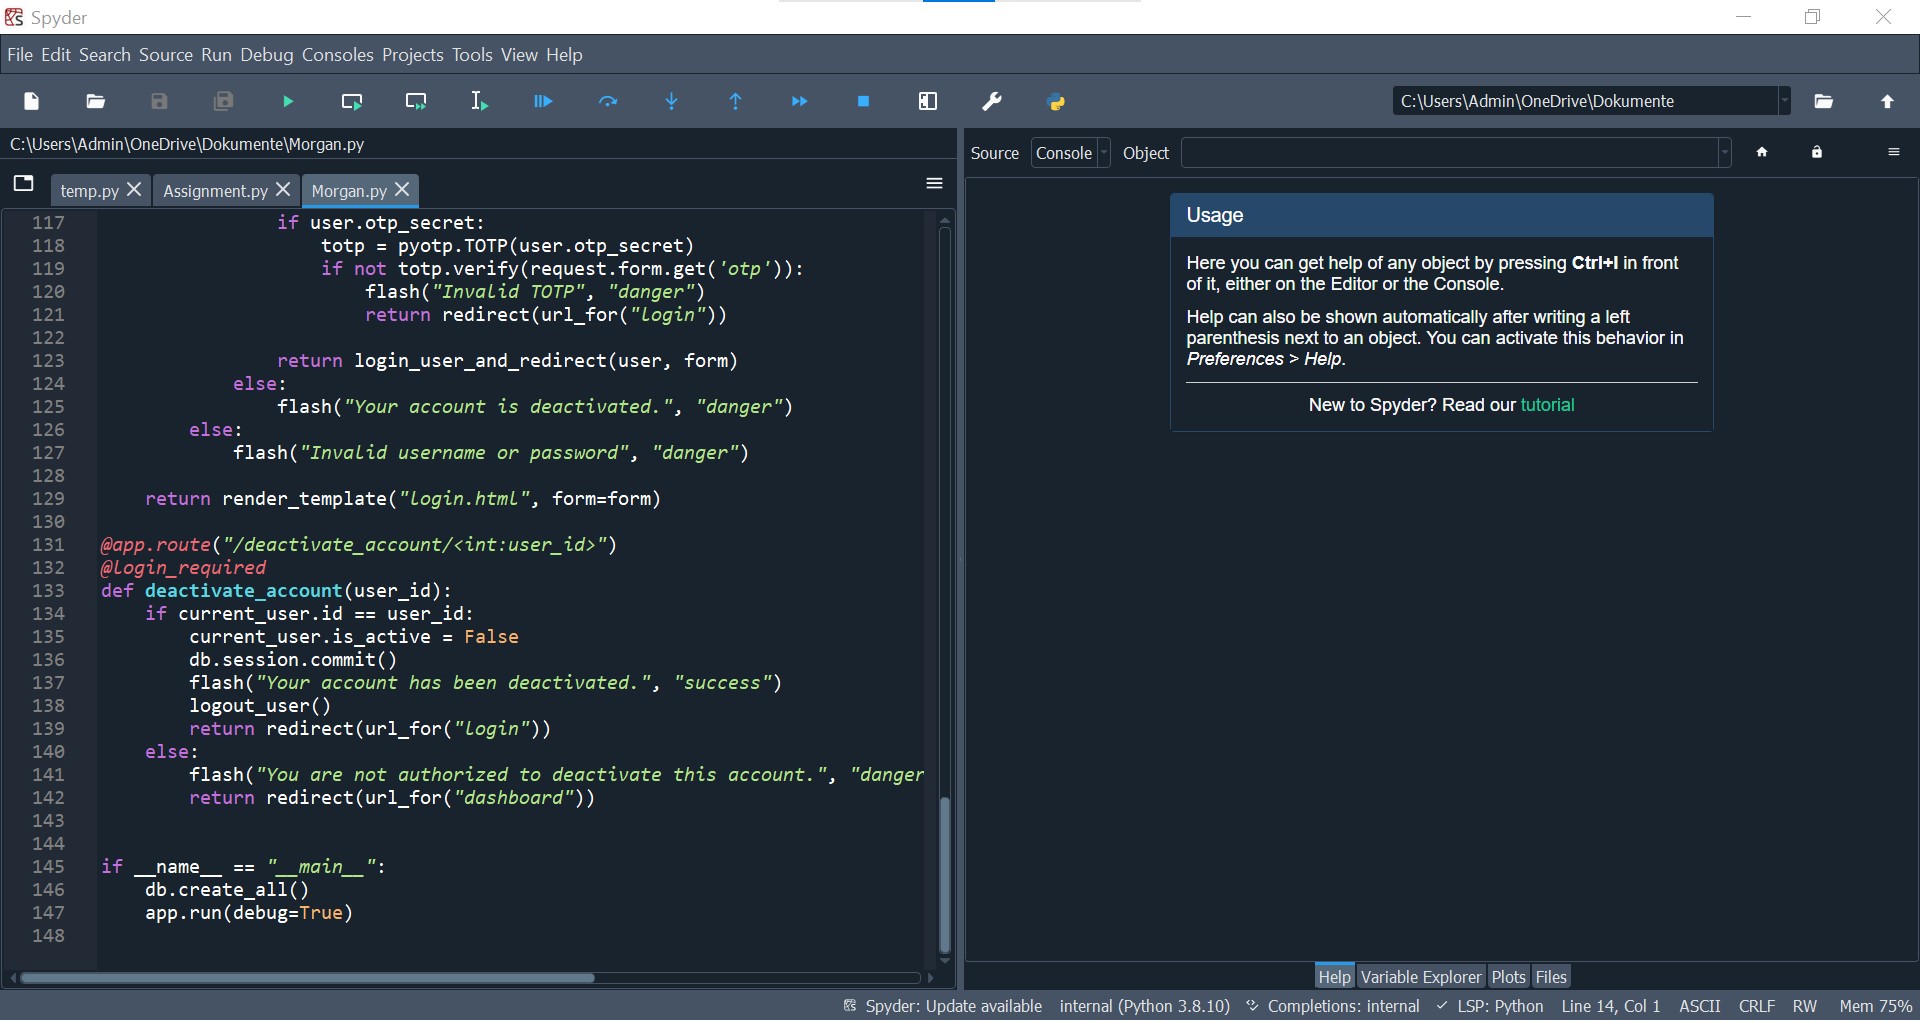 Spyder
File Edit Search Source Run Debug Consoles Projects Tools View Help
C:\Users\Admin\OneDrive\Dokumente
C:\Users\Admin\OneDrive\Dokumente\Morgan.py
temp.py Assignment.py Morgan.py
117 if user.otp_secret:
118 totp = pyotp.TOTP(user.otp_secret)
119 if not totp.verify(request.form.get('otp')):
120 flash("Invalid TOTP", "danger")
121 return redirect(url_for("login"))
122
123 return login_user_and_redirect(user, form)
124 else:
125 flash("Your account is deactivated.", "danger")
126 else:
127 flash("Invalid username or password", "danger")
128
129 return render_template("login.html", form=form)
130
131 @app.route("/deactivate_account/<int:user_id>")
132 @login_required
133 def deactivate_account(user_id):
134 if current_user.id == user_id:
135 current_user.is_active = False
136 db.session.commit()
137 flash("Your account has been deactivated.", "success")
138 logout_user()
139 return redirect(url_for("login"))
140 else:
141 flash("You are not authorized to deactivate this account.", "danger
142 return redirect(url_for("dashboard"))
143
144
145 if __name__ == "__main__":
146 db.create_all()
147 app.run(debug=True)
148
Source Console Object
Usage
Here you can get help of any object by pressing Ctrl+I in front
of it, either on the Editor or the Console.
Help can also be shown automatically after writing a left
parenthesis next to an object. You can activate this behavior in
Preferences > Help.
New to Spyder? Read our tutorial
Help Variable Explorer Plots Files
Spyder: Update available internal (Python 3.8.10) Completions: internal LSP: Python Line 14, Col 1 ASCII CRLF RW Mem 75%